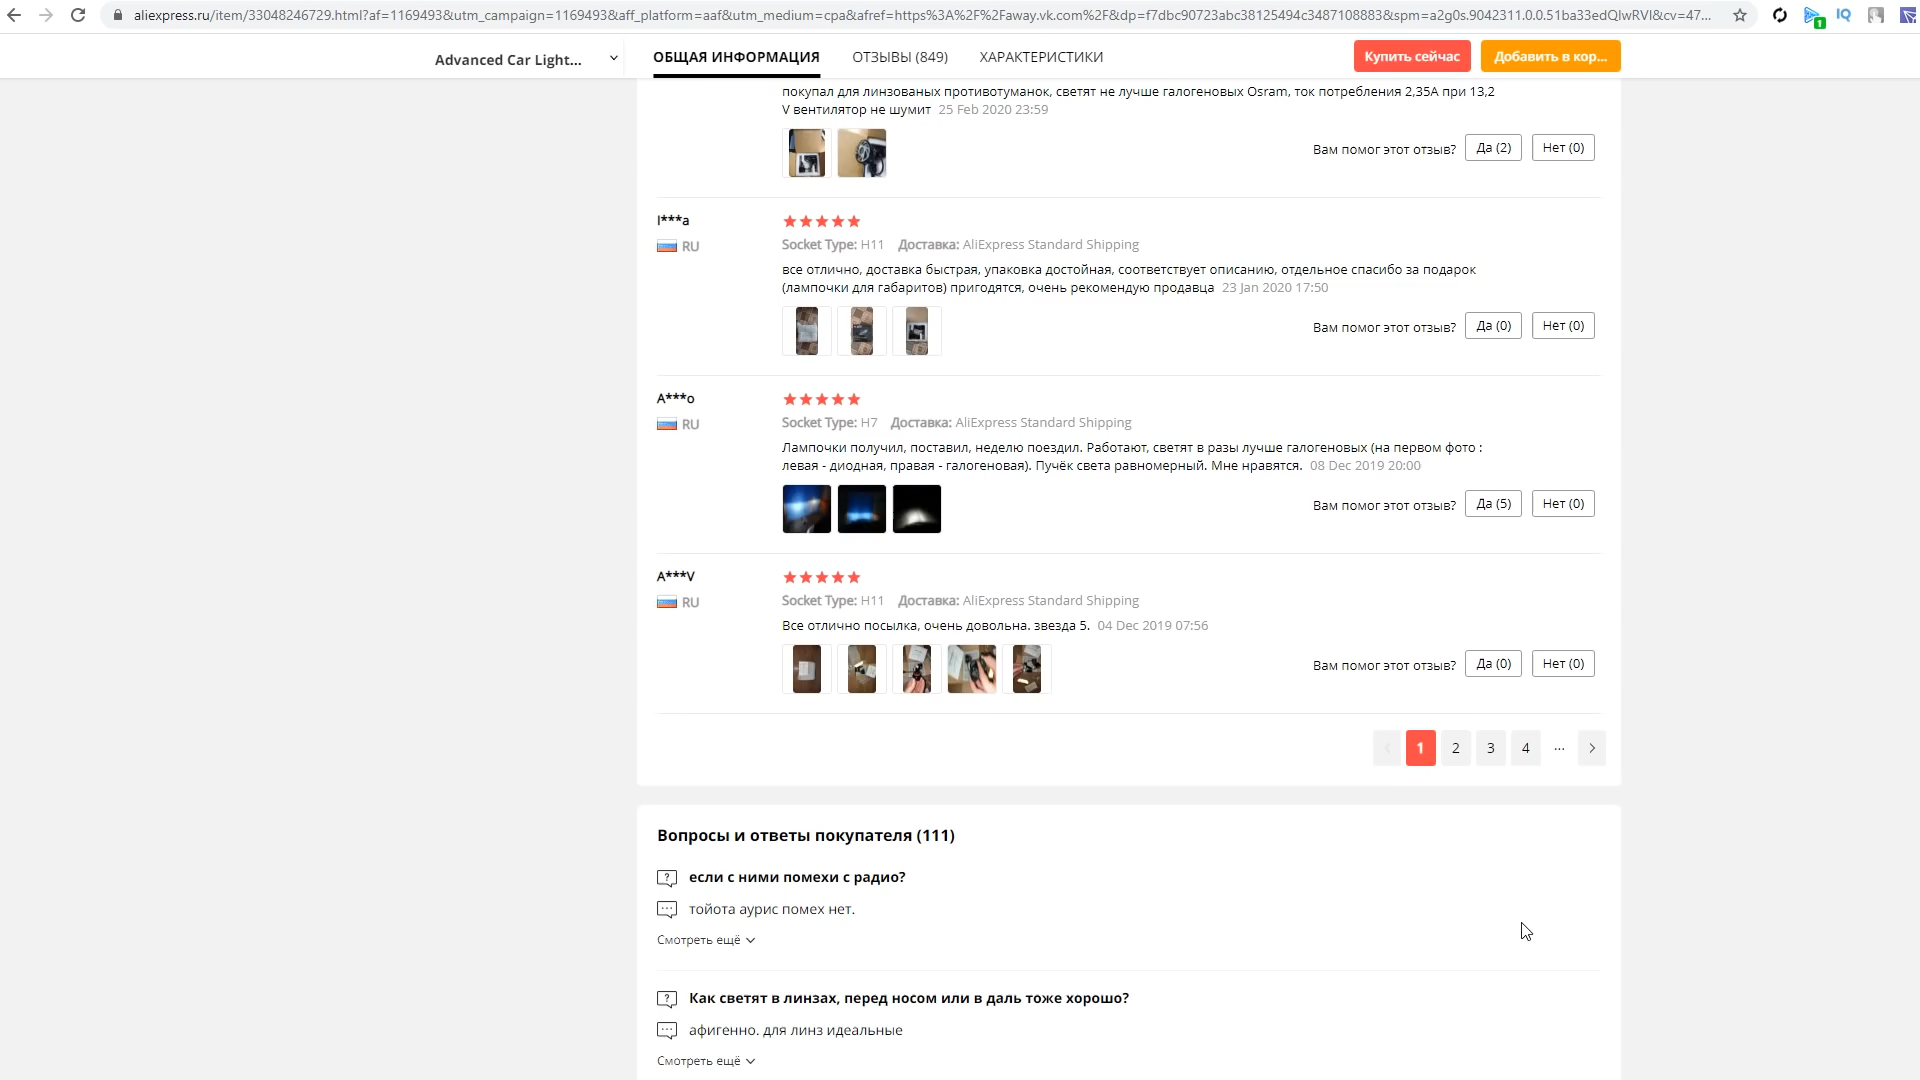 aliexpress.ru/item/33048246729.html?af=1169493&utm_campaign=1169493&aff_platform=aaf&utm_medium=cpa&afref=https%3A%2F%2Faway.vk.com%2F&dp=f7dbc90723abc38125494c3487108883&spm=a2g0s.9042311.0.0.51ba33edQlwRVl&cv=47...
Advanced Car Light...
ОБЩАЯ ИНФОРМАЦИЯ
ОТЗЫВЫ (849)
ХАРАКТЕРИСТИКИ
Купить сейчас
Добавить в кор...
покупал для линзованых противотуманок, светят не лучше галогеновых Osram, ток потребления 2,35А при 13,2
V вентилятор не шумит 25 Feb 2020 23:59
Вам помог этот отзыв? Да (2) Нет (0)
I***a
RU
Socket Type: H11 Доставка: AliExpress Standard Shipping
все отлично, доставка быстрая, упаковка достойная, соответствует описанию, отдельное спасибо за подарок
(лампочки для габаритов) пригодятся, очень рекомендую продавца 23 Jan 2020 17:50
Вам помог этот отзыв? Да (0) Нет (0)
A***o
RU
Socket Type: H7 Доставка: AliExpress Standard Shipping
Лампочки получил, поставил, неделю поездил. Работают, светят в разы лучше галогеновых (на первом фото :
левая - диодная, правая - галогеновая). Пучёк света равномерный. Мне нравятся. 08 Dec 2019 20:00
Вам помог этот отзыв? Да (5) Нет (0)
A***V
RU
Socket Type: H11 Доставка: AliExpress Standard Shipping
Все отлично посылка, очень довольна. звезда 5. 04 Dec 2019 07:56
Вам помог этот отзыв? Да (0) Нет (0)
1 2 3 4 ...
Вопросы и ответы покупателя (111)
если с ними помехи с радио?
тойота аурис помех нет.
Смотреть ещё
Как светят в линзах, перед носом или в даль тоже хорошо?
афигенно. для линз идеальные
Смотреть ещё